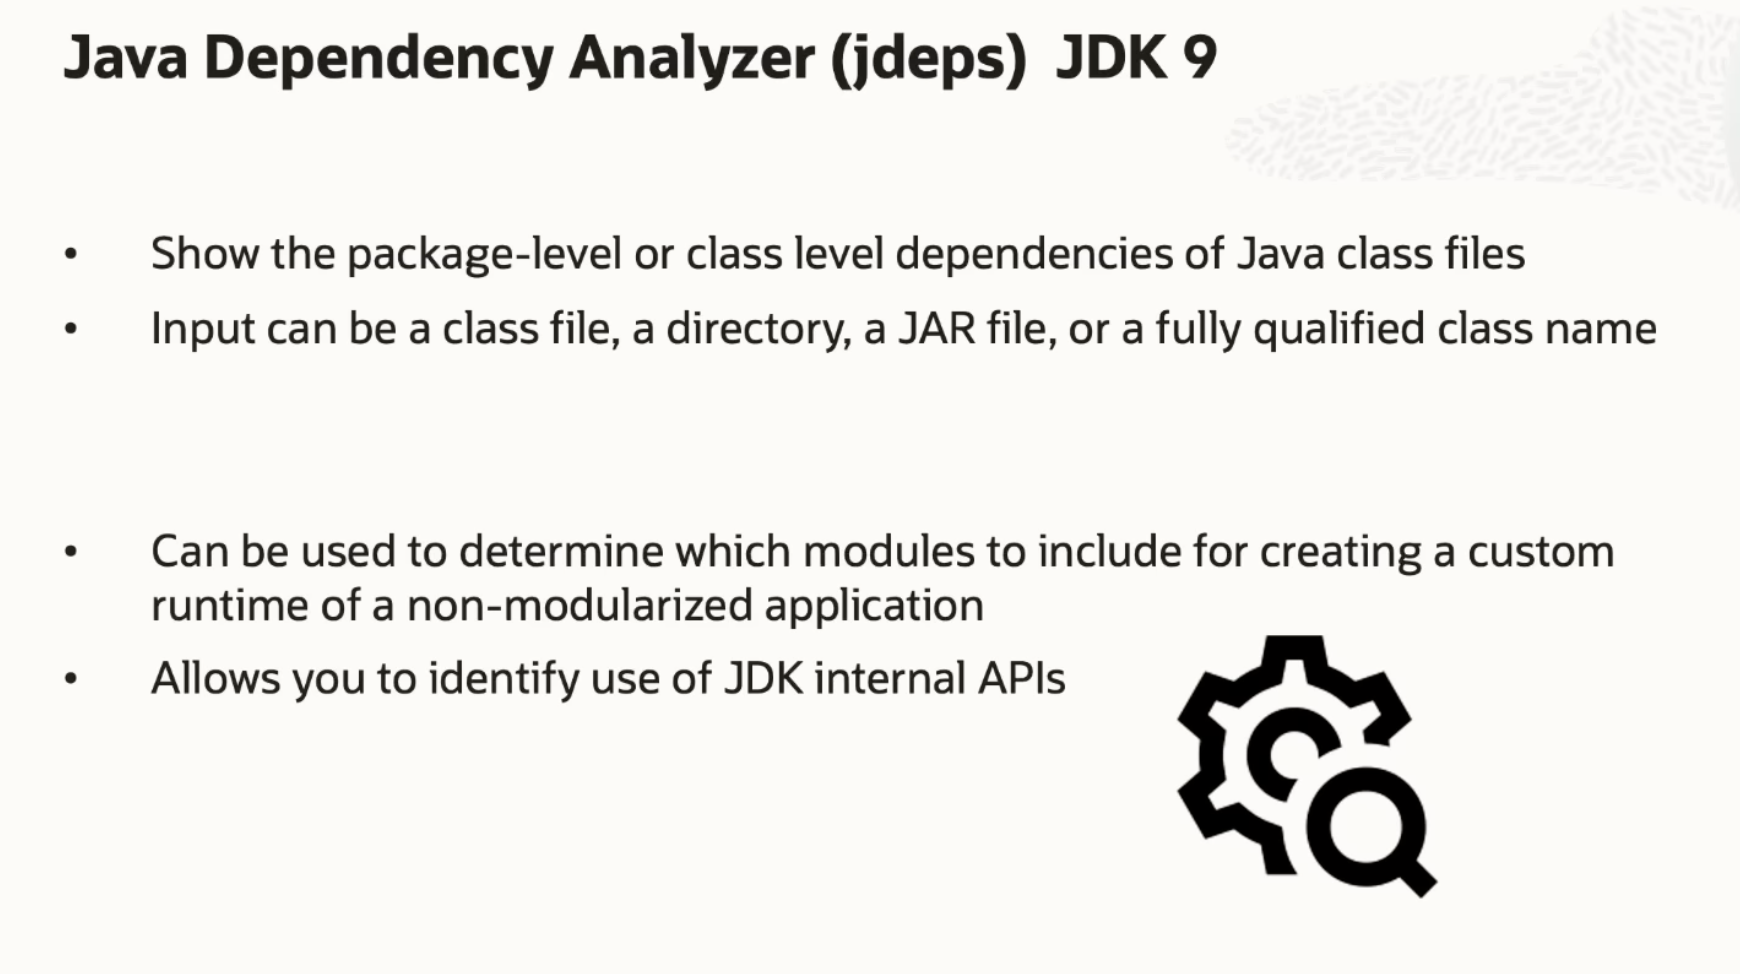 Java Dependency Analyzer (jdeps) JDK 9
• Show the package-level or class level dependencies of Java class files
• Input can be a class file, a directory, a JAR file, or a fully qualified class name
• Can be used to determine which modules to include for creating a custom
runtime of a non-modularized application
• Allows you to identify use of JDK internal APIs